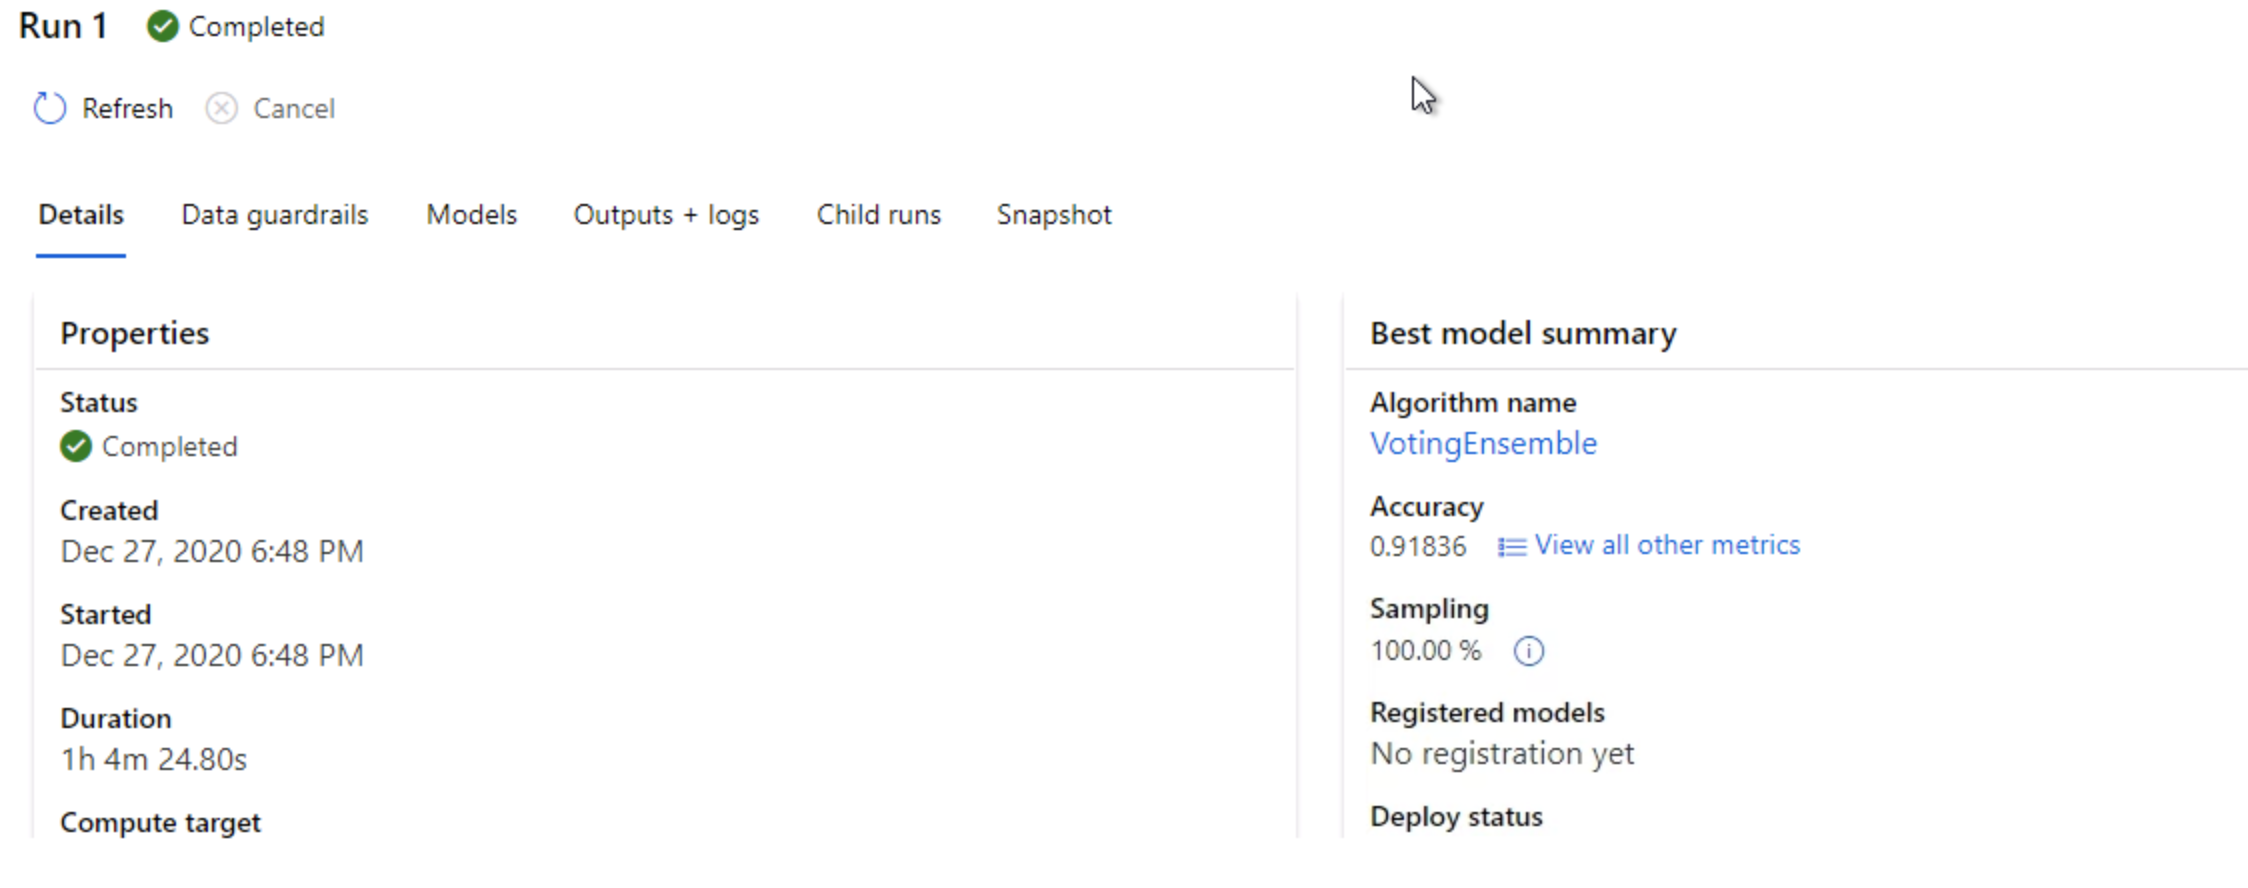 Run 1 Completed
Refresh Cancel
Details Data guardrails Models Outputs + logs Child runs Snapshot
Properties
Status
Completed
Created
Dec 27, 2020 6:48 PM
Started
Dec 27, 2020 6:48 PM
Duration
1h 4m 24.80s
Compute target
Best model summary
Algorithm name
VotingEnsemble
Accuracy
0.91836 View all other metrics
Sampling
100.00 %
Registered models
No registration yet
Deploy status